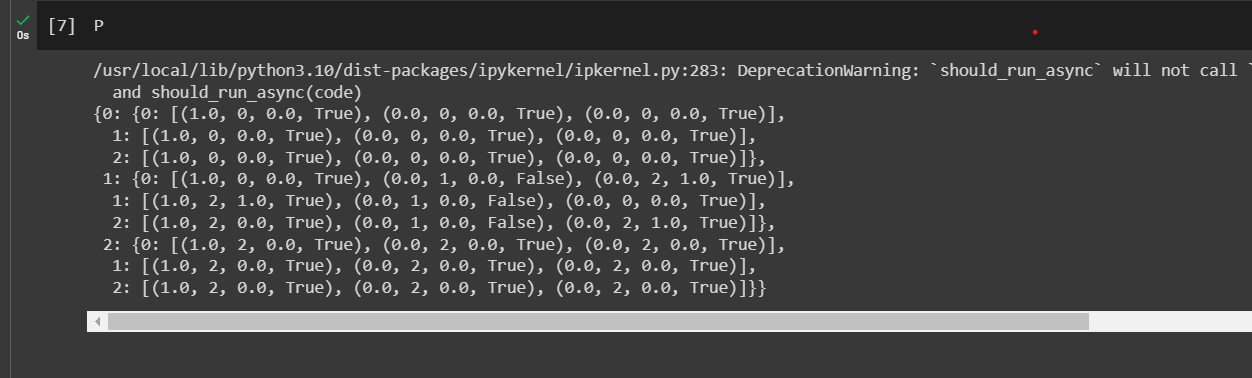 [7] P
0s
/usr/local/lib/python3.10/dist-packages/ipykernel/ipkernel.py:283: DeprecationWarning: `should_run_async` will not call `
and should_run_async(code)
{0: {0: [(1.0, 0, 0.0, True), (0.0, 0, 0.0, True), (0.0, 0, 0.0, True)],
1: [(1.0, 0, 0.0, True), (0.0, 0, 0.0, True), (0.0, 0, 0.0, True)],
2: [(1.0, 0, 0.0, True), (0.0, 0, 0.0, True), (0.0, 0, 0.0, True)]},
1: {0: [(1.0, 0, 0.0, True), (0.0, 1, 0.0, False), (0.0, 2, 1.0, True)],
1: [(1.0, 2, 1.0, True), (0.0, 1, 0.0, False), (0.0, 0, 0.0, True)],
2: [(1.0, 2, 0.0, True), (0.0, 1, 0.0, False), (0.0, 2, 1.0, True)]},
2: {0: [(1.0, 2, 0.0, True), (0.0, 2, 0.0, True), (0.0, 2, 0.0, True)],
1: [(1.0, 2, 0.0, True), (0.0, 2, 0.0, True), (0.0, 2, 0.0, True)],
2: [(1.0, 2, 0.0, True), (0.0, 2, 0.0, True), (0.0, 2, 0.0, True)]}}